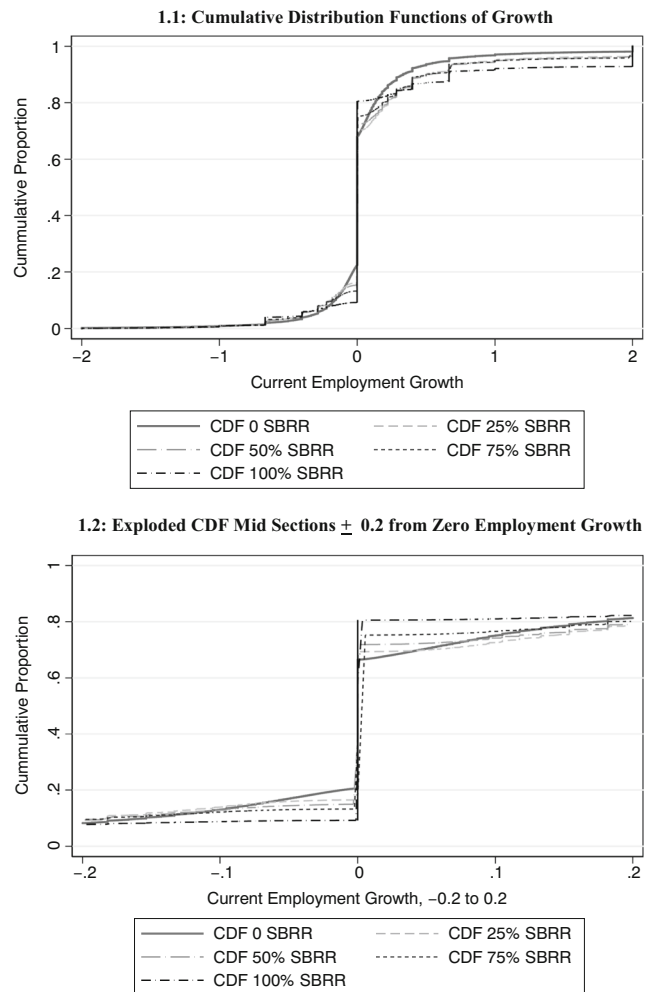 1.1: Cumulative Distribution Functions of Growth
1
.8
.6
.4
.2
0
Cummulative Proportion
−2
−1
0
1
2
Current Employment Growth
CDF 0 SBRR
CDF 25% SBRR
CDF 50% SBRR
CDF 75% SBRR
CDF 100% SBRR
1.2: Exploded CDF Mid Sections ± 0.2 from Zero Employment Growth
1
.8
.6
.4
.2
0
Cummulative Proportion
−.2
−.1
0
.1
.2
Current Employment Growth, −0.2 to 0.2
CDF 0 SBRR
CDF 25% SBRR
CDF 50% SBRR
CDF 75% SBRR
CDF 100% SBRR